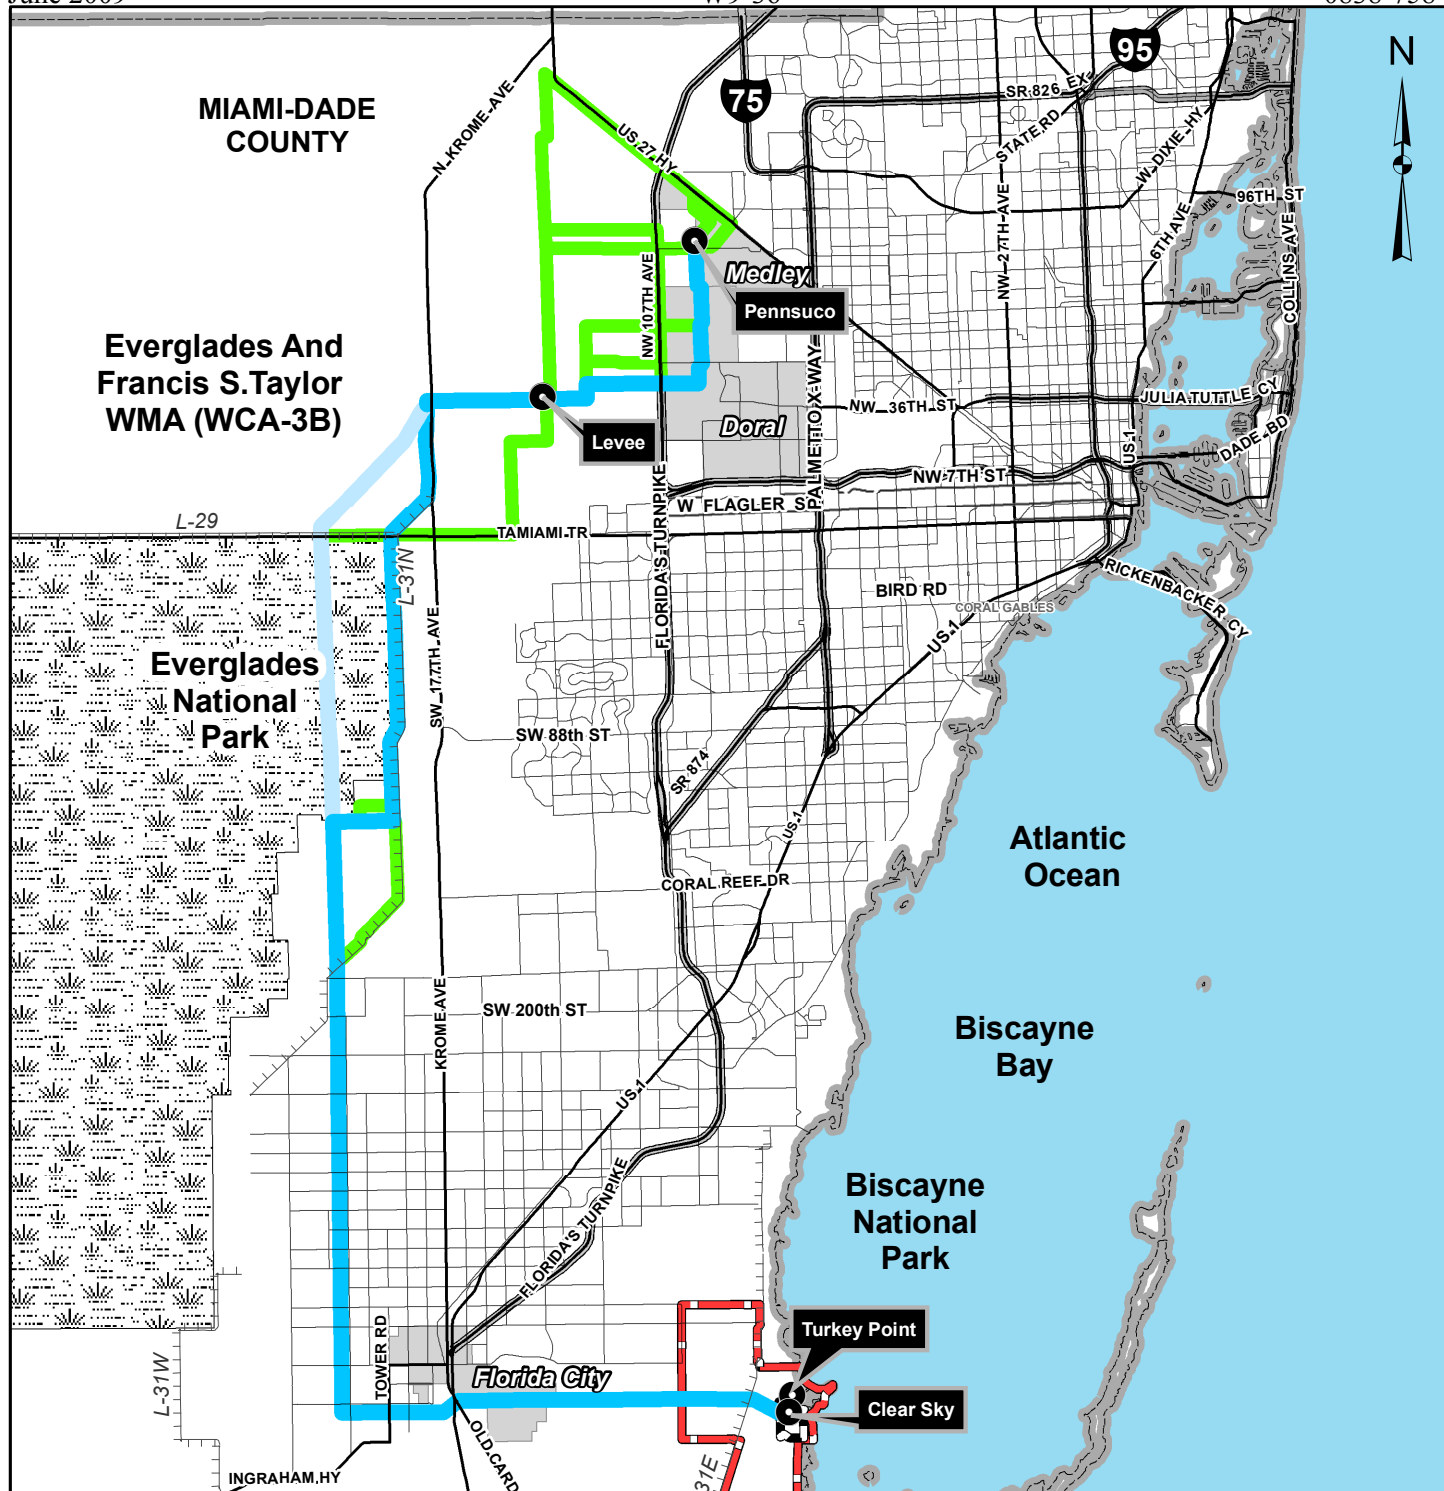 June 2009
W9-36
0838-758
N
95
75
MIAMI-DADE
COUNTY
N KROME AVE
US 27 HY
SR 826 EX
STATE RD
W DIXIE HY
96TH ST
6TH AVE
COLLINS AVE
NW 27TH AVE
NW 107TH AVE
Medley
Pennsuco
Everglades And
Francis S.Taylor
WMA (WCA-3B)
PALMETTO X-WAY
NW 36TH ST
JULIA TUTTLE CY
Doral
Levee
US 1
DADE BD
NW 7TH ST
W FLAGLER S
L-29
TAMIAMI TR
L-31N
FLORIDA'S TURNPIKE
BIRD RD
CORAL GABLES
RICKENBACKER CY
US 1
SW 177TH AVE
Everglades
National
Park
SW 88th ST
SR 874
US 1
Atlantic
Ocean
CORAL REEF DR
KROME AVE
SW 200th ST
Biscayne
Bay
US 1
FLORIDA'S TURNPIKE
Biscayne
National
Park
TOWER RD
L-31W
Turkey Point
Florida City
Clear Sky
OLD CARD
INGRAHAM HY
31E